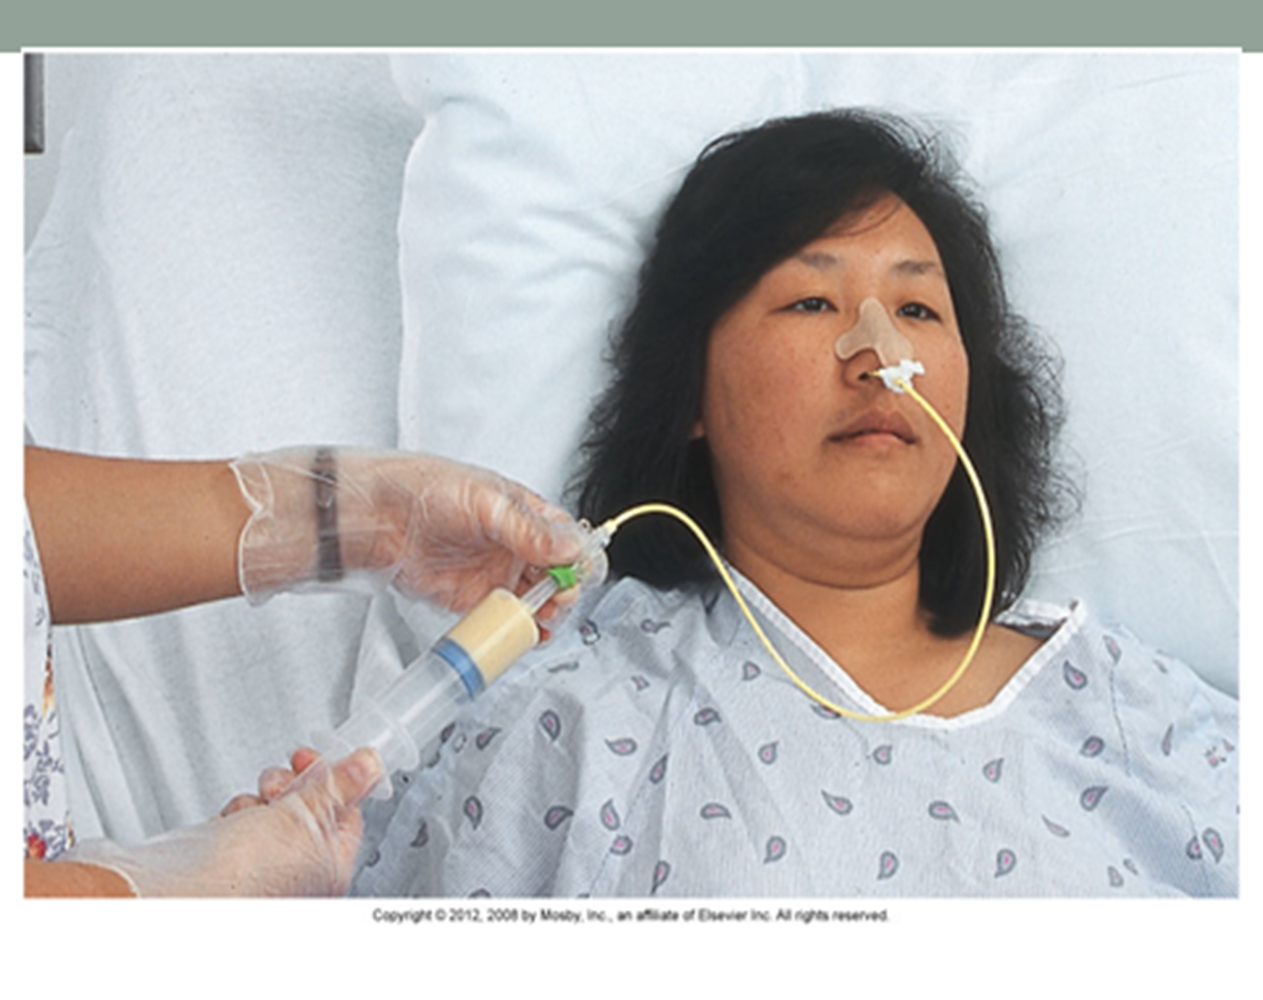 Copyright © 2012, 2008 by Mosby, Inc., an affiliate of Elsevier Inc. All rights reserved.